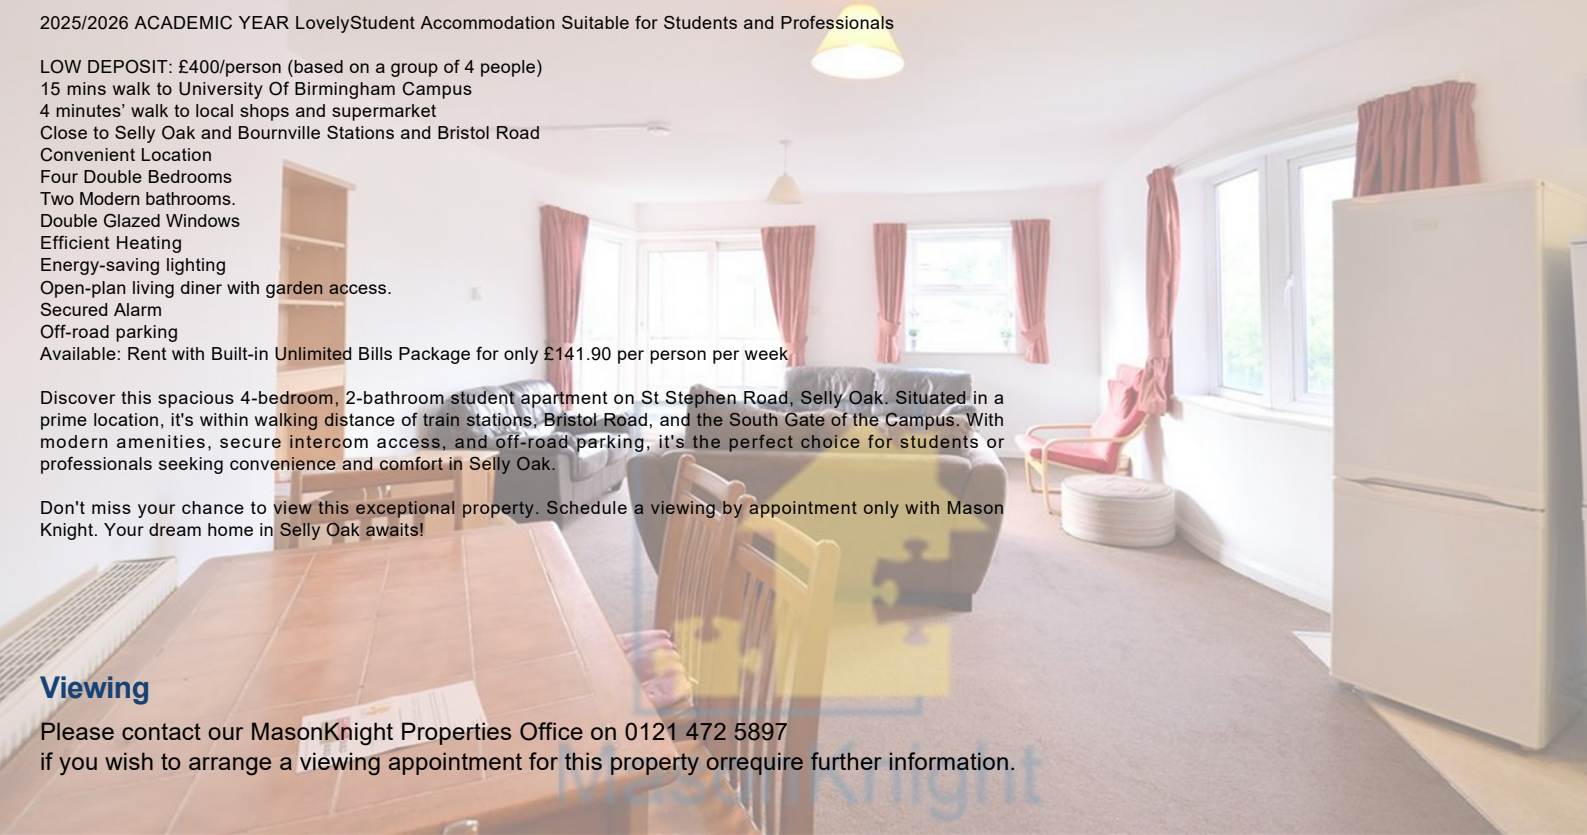 2025/2026 ACADEMIC YEAR LovelyStudent Accommodation Suitable for Students and Professionals
LOW DEPOSIT: £400/person (based on a group of 4 people)
15 mins walk to University Of Birmingham Campus
4 minutes’ walk to local shops and supermarket
Close to Selly Oak and Bournville Stations and Bristol Road
Convenient Location
Four Double Bedrooms
Two Modern bathrooms.
Double Glazed Windows
Efficient Heating
Energy-saving lighting
Open-plan living diner with garden access.
Secured Alarm
Off-road parking
Available: Rent with Built-in Unlimited Bills Package for only £141.90 per person per week
Discover this spacious 4-bedroom, 2-bathroom student apartment on St Stephen Road, Selly Oak. Situated in a
prime location, it's within walking distance of train stations, Bristol Road, and the South Gate of the Campus. With
modern amenities, secure intercom access, and off-road parking, it's the perfect choice for students or
professionals seeking convenience and comfort in Selly Oak.
Don't miss your chance to view this exceptional property. Schedule a viewing by appointment only with Mason
Knight. Your dream home in Selly Oak awaits!
Viewing
Please contact our MasonKnight Properties Office on 0121 472 5897
if you wish to arrange a viewing appointment for this property orrequire further information.
MasonKnight